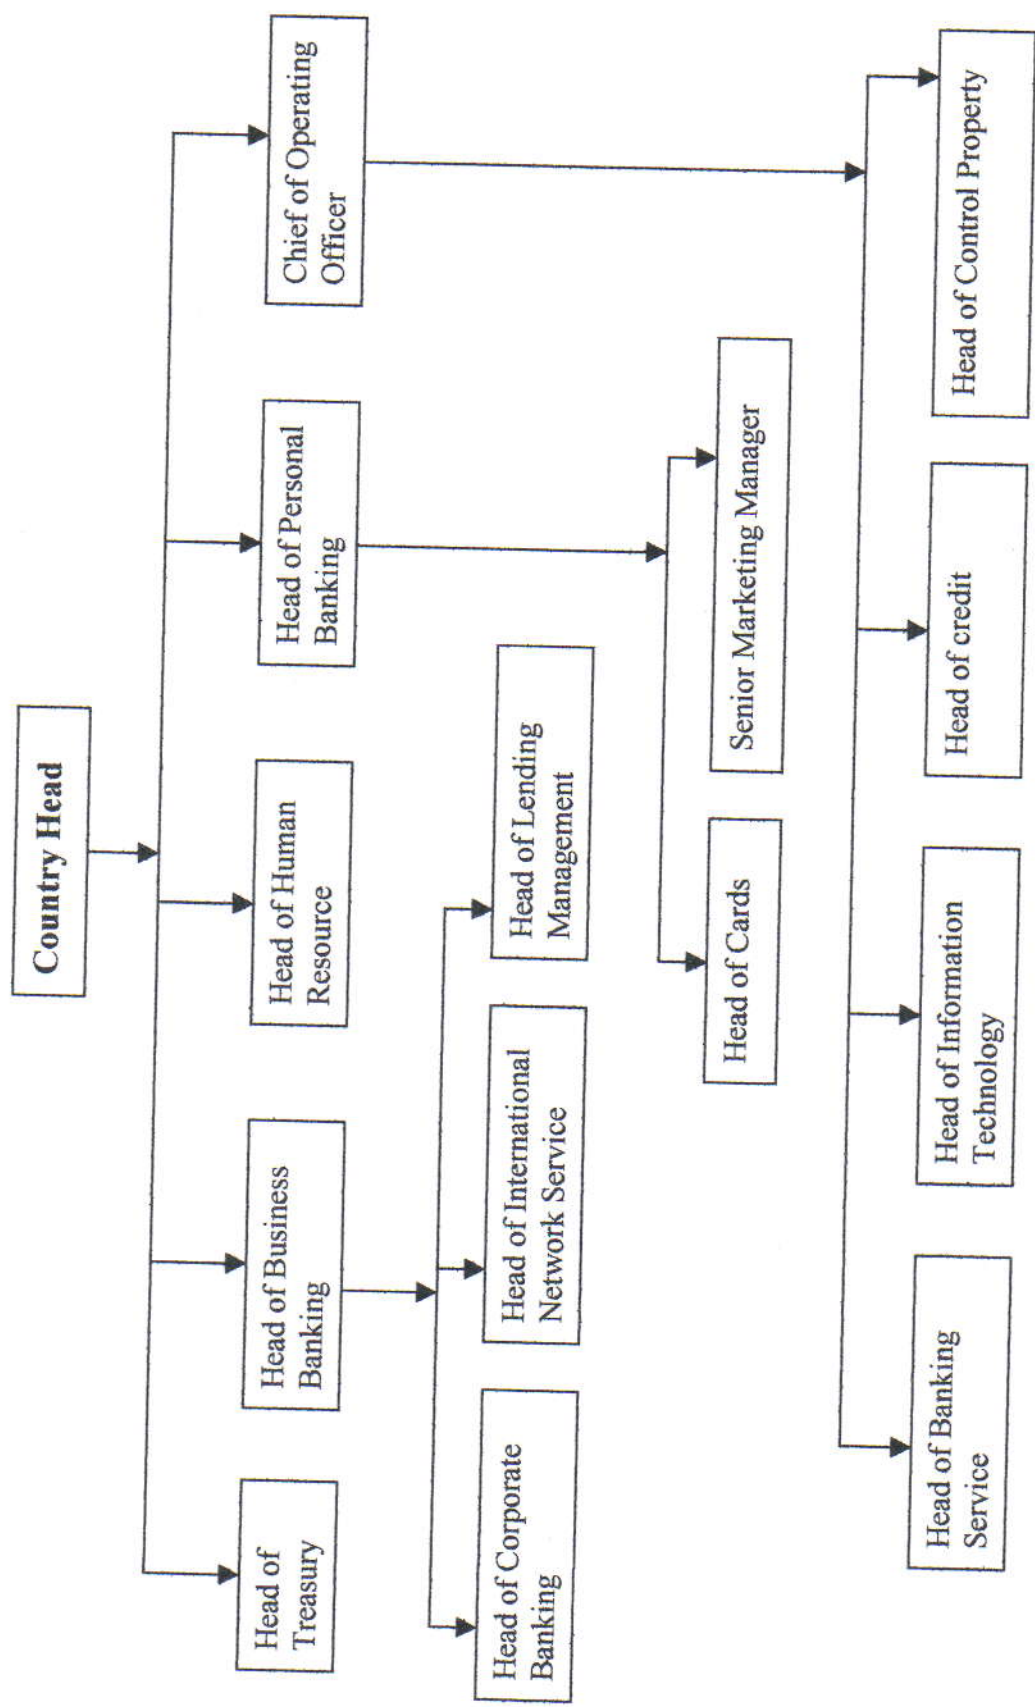 Country Head
Head of
Treasury
Head of Business
Banking
Head of Human
Resource
Head of Personal
Banking
Chief of Operating
Officer
Head of Corporate
Banking
Head of International
Network Service
Head of Lending
Management
Head of Cards
Senior Marketing Manager
Head of Banking
Service
Head of Information
Technology
Head of credit
Head of Control Property